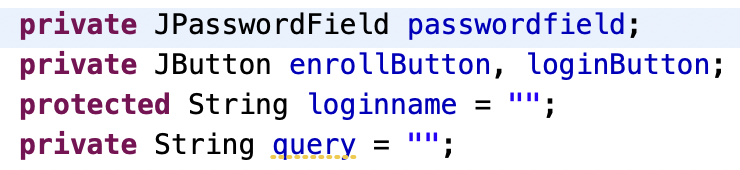 private JPasswordField passwordfield;
private JButton enrollButton, loginButton;
protected String loginname = "";
private String query = "";